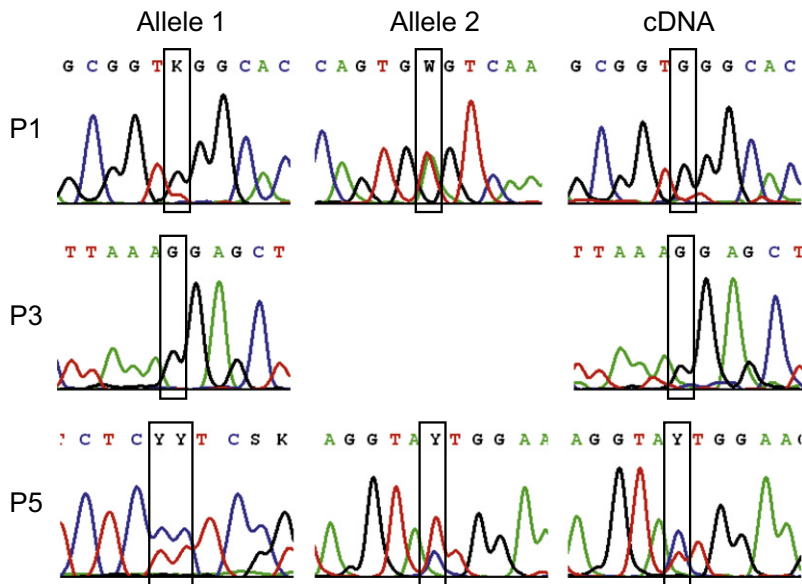 Allele 1 Allele 2 cDNA
G C G G T K G G C A C C A G T G W G T C A A G C G G T G G G C A C
P1
T T A A A G G A G C T T T A A A G G A G C T
P3
T C T C Y Y T C S K A G G T A Y T G G A A A G G T A Y T G G A A G
P5